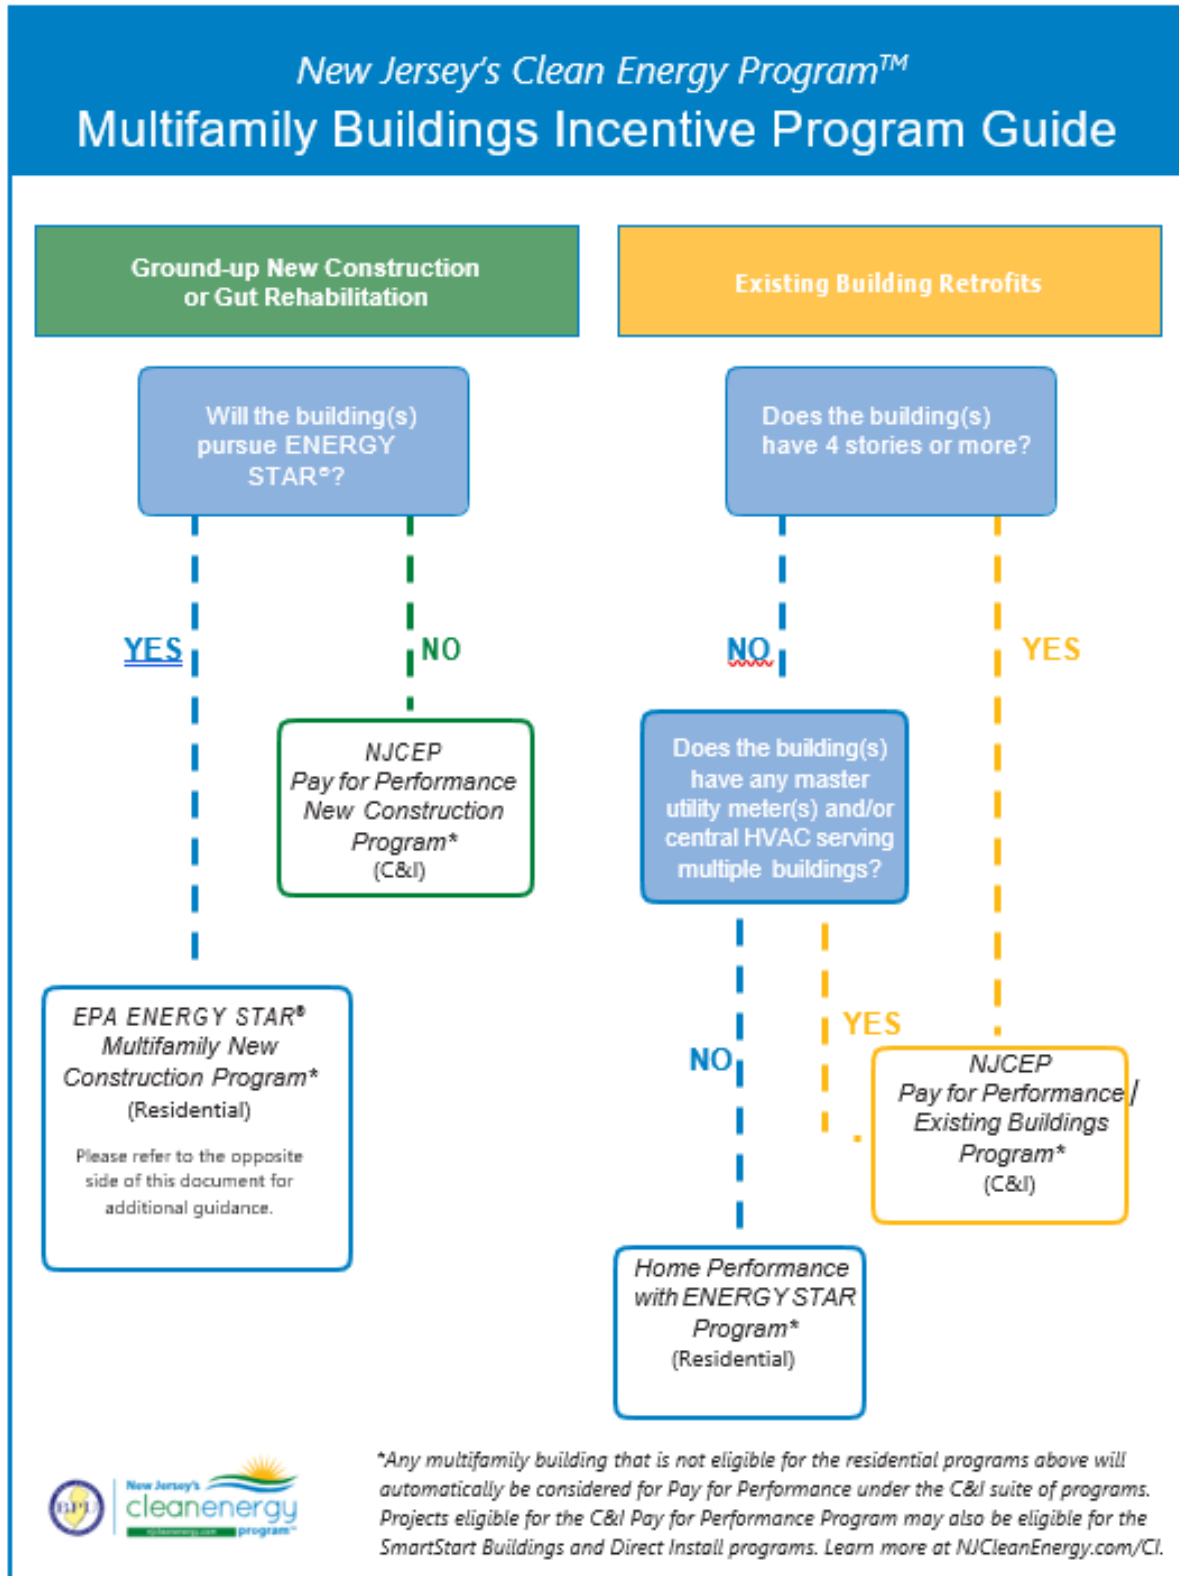 New Jersey's Clean Energy Program™
Multifamily Buildings Incentive Program Guide
Ground-up New Construction
or Gut Rehabilitation
Will the building(s)
pursue ENERGY
STAR®?
YES
NO
NJCEP
Pay for Performance
New Construction
Program*
(C&I)
EPA ENERGY STAR®
Multifamily New
Construction Program*
(Residential)
Please refer to the opposite
side of this document for
additional guidance.
Existing Building Retrofits
Does the building(s)
have 4 stories or more?
NO
YES
Does the building(s)
have any master
utility meter(s) and/or
central HVAC serving
multiple buildings?
NO
YES
NJCEP
Pay for Performance
Existing Buildings
Program*
(C&I)
Home Performance
with ENERGY STAR
Program*
(Residential)
BPU
New Jersey's
cleanenergy
njcleanenergy.com
program™
*Any multifamily building that is not eligible for the residential programs above will
automatically be considered for Pay for Performance under the C&I suite of programs.
Projects eligible for the C&I Pay for Performance Program may also be eligible for the
SmartStart Buildings and Direct Install programs. Learn more at NJCleanEnergy.com/CI.